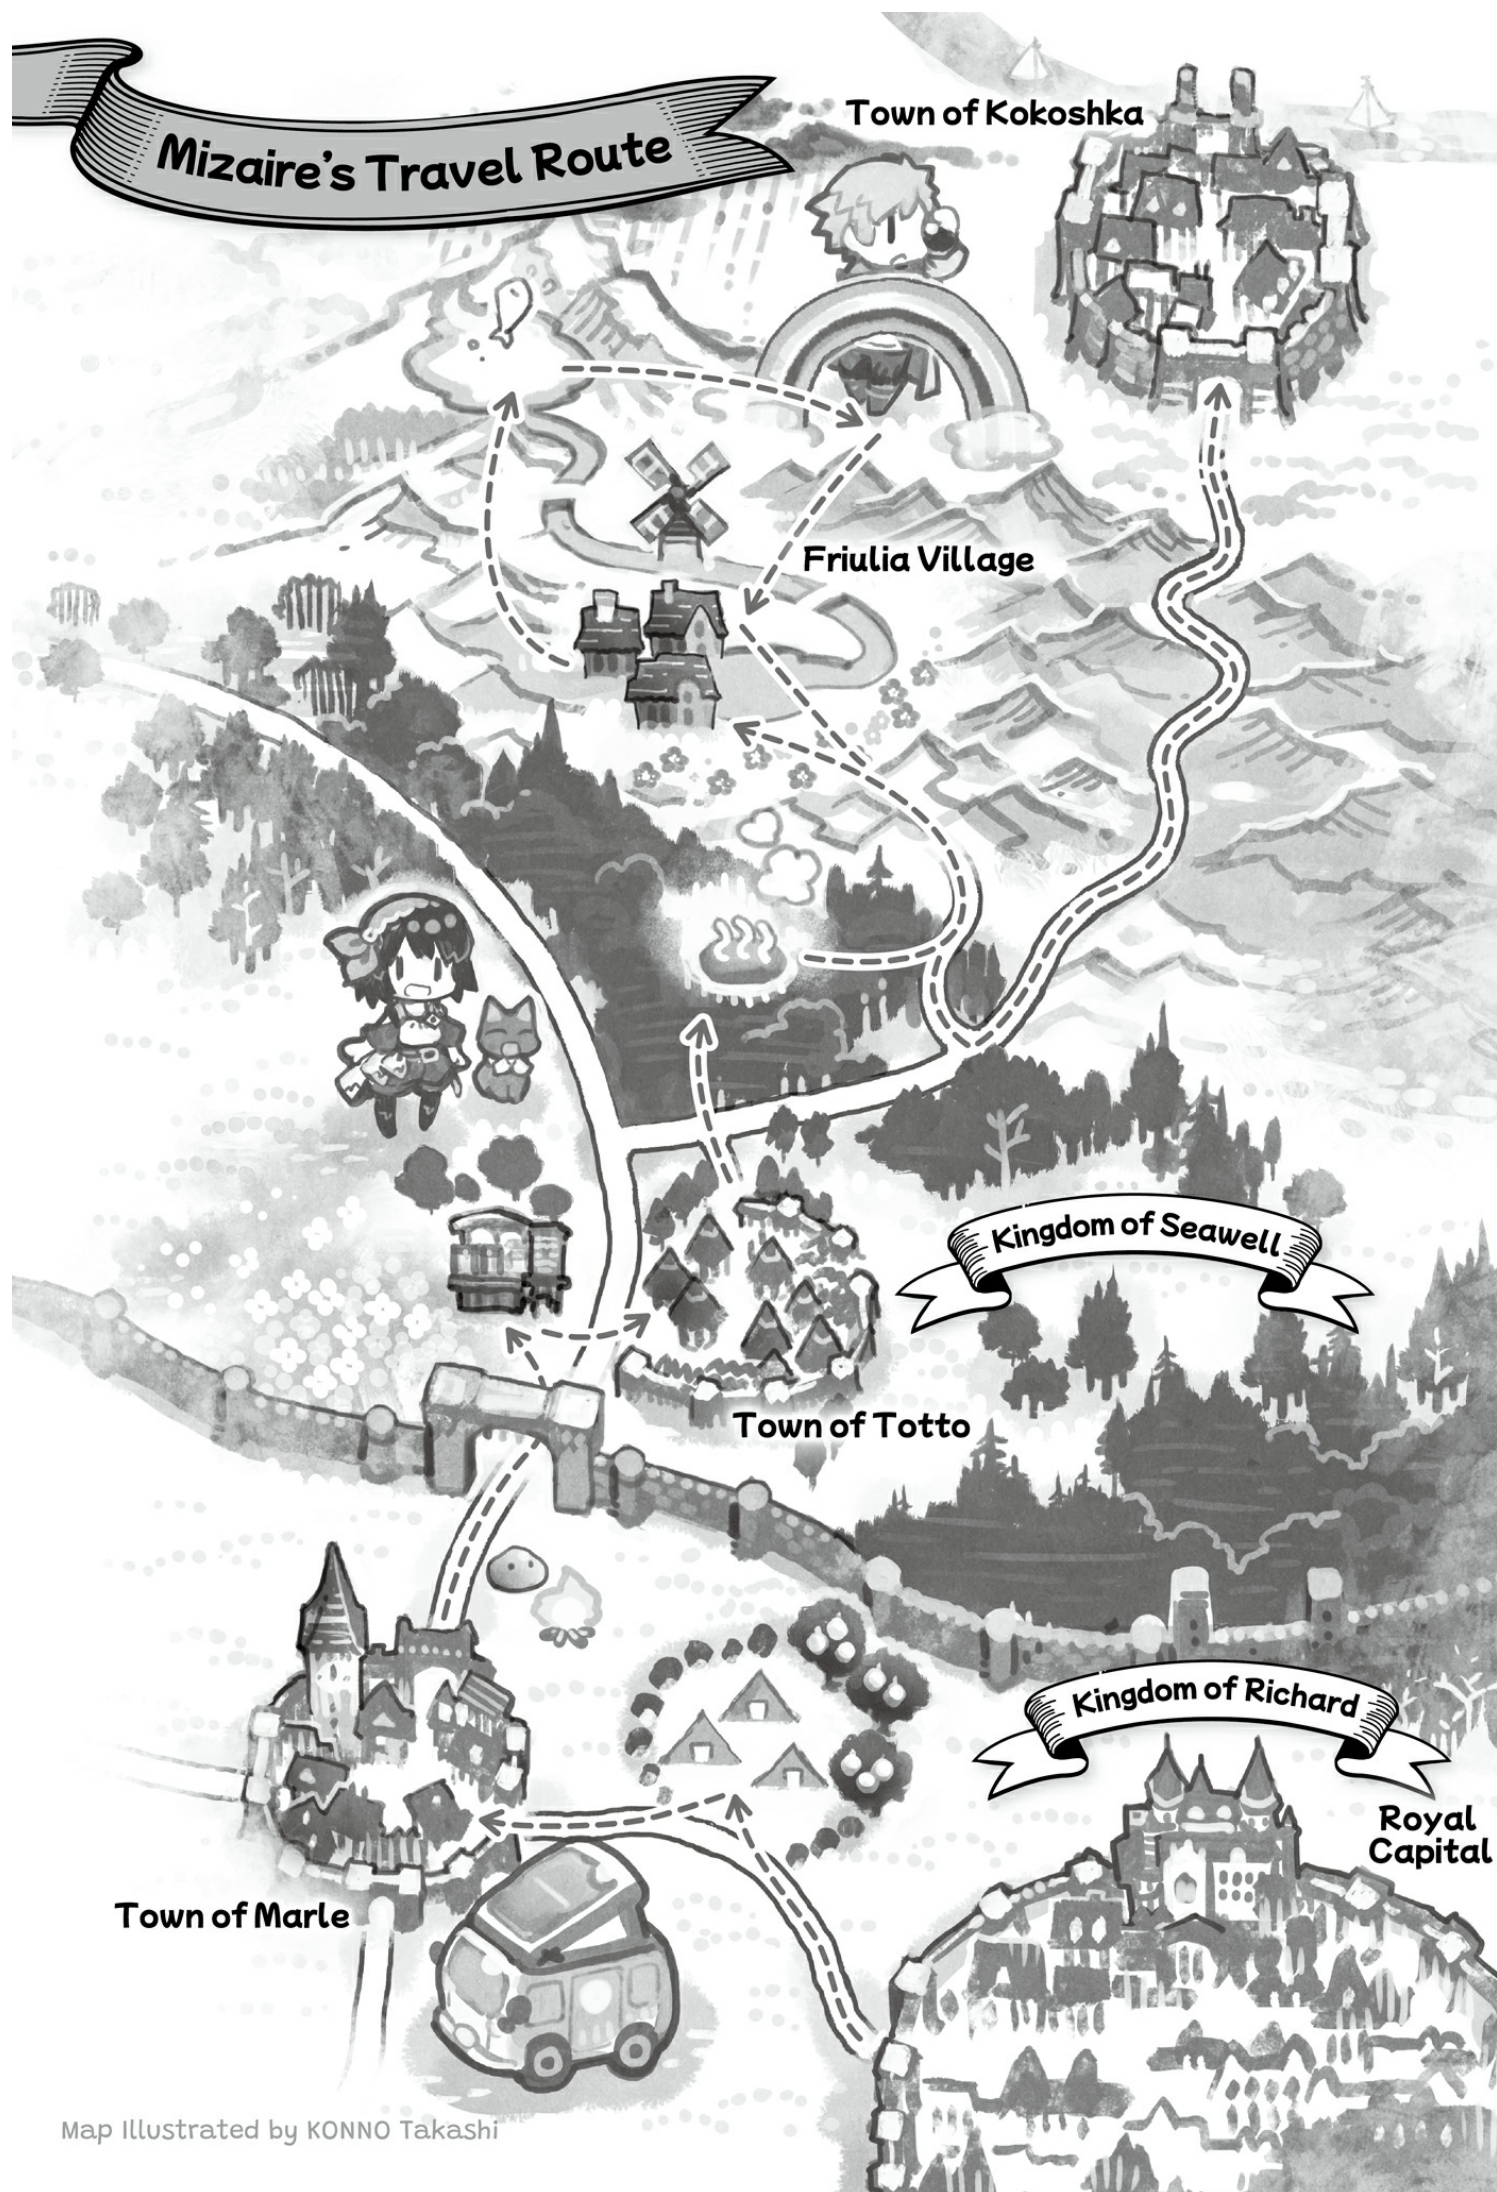 Mizaire's Travel Route
Town of Kokoshka
Friulia Village
Kingdom of Seawell
Town of Totto
Kingdom of Richard
Royal
Capital
Town of Marle
Map Illustrated by KONNO Takashi